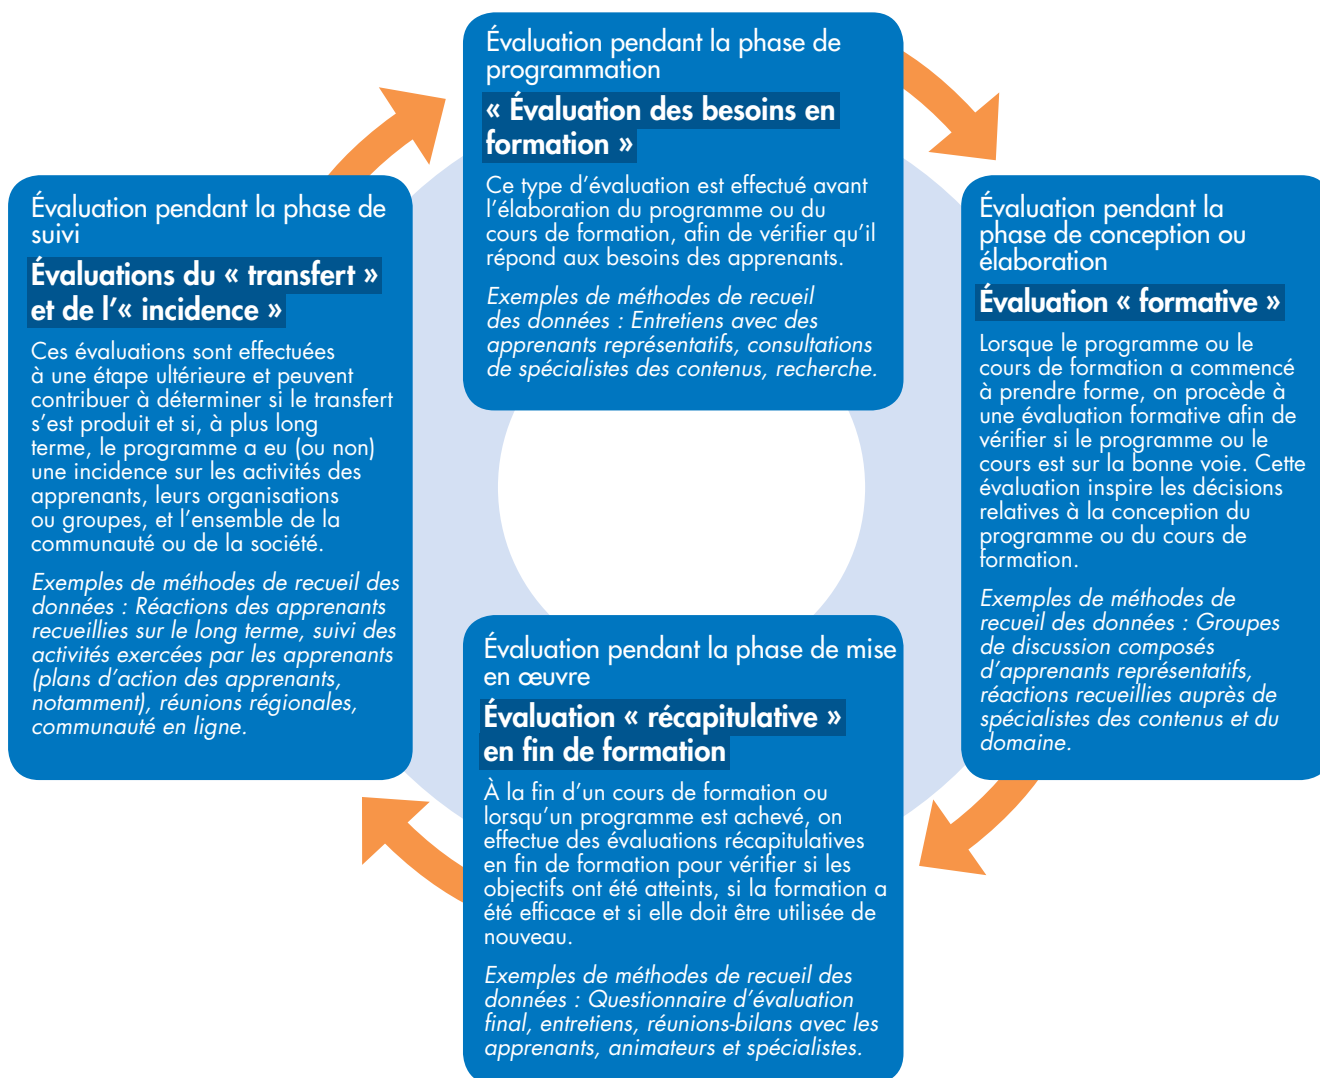 Évaluation pendant la phase de
programmation
« Évaluation des besoins en
formation »
Ce type d’évaluation est effectué avant
l’élaboration du programme ou du
cours de formation, afin de vérifier qu’il
répond aux besoins des apprenants.
Exemples de méthodes de recueil
des données : Entretiens avec des
apprenants représentatifs, consultations
de spécialistes des contenus, recherche.
Évaluation pendant la
phase de conception ou
élaboration
Évaluation « formative »
Lorsque le programme ou le
cours de formation a commencé
à prendre forme, on procède à
une évaluation formative afin de
vérifier si le programme ou le
cours est sur la bonne voie. Cette
évaluation inspire les décisions
relatives à la conception du
programme ou du cours de
formation.
Exemples de méthodes de
recueil des données : Groupes
de discussion composés
d’apprenants représentatifs,
réactions recueillies auprès de
spécialistes des contenus et du
domaine.
Évaluation pendant la phase de mise
en œuvre
Évaluation « récapitulative »
en fin de formation
À la fin d’un cours de formation ou
lorsqu’un programme est achevé, on
effectue des évaluations récapitulatives
en fin de formation pour vérifier si les
objectifs ont été atteints, si la formation a
été efficace et si elle doit être utilisée de
nouveau.
Exemples de méthodes de recueil des
données : Questionnaire d’évaluation
final, entretiens, réunions-bilans avec les
apprenants, animateurs et spécialistes.
Évaluation pendant la phase de
suivi
Évaluations du « transfert »
et de l’« incidence »
Ces évaluations sont effectuées
à une étape ultérieure et peuvent
contribuer à déterminer si le transfert
s’est produit et si, à plus long
terme, le programme a eu (ou non)
une incidence sur les activités des
apprenants, leurs organisations
ou groupes, et l’ensemble de la
communauté ou de la société.
Exemples de méthodes de recueil des
données : Réactions des apprenants
recueillies sur le long terme, suivi des
activités exercées par les apprenants
(plans d’action des apprenants,
notamment), réunions régionales,
communauté en ligne.